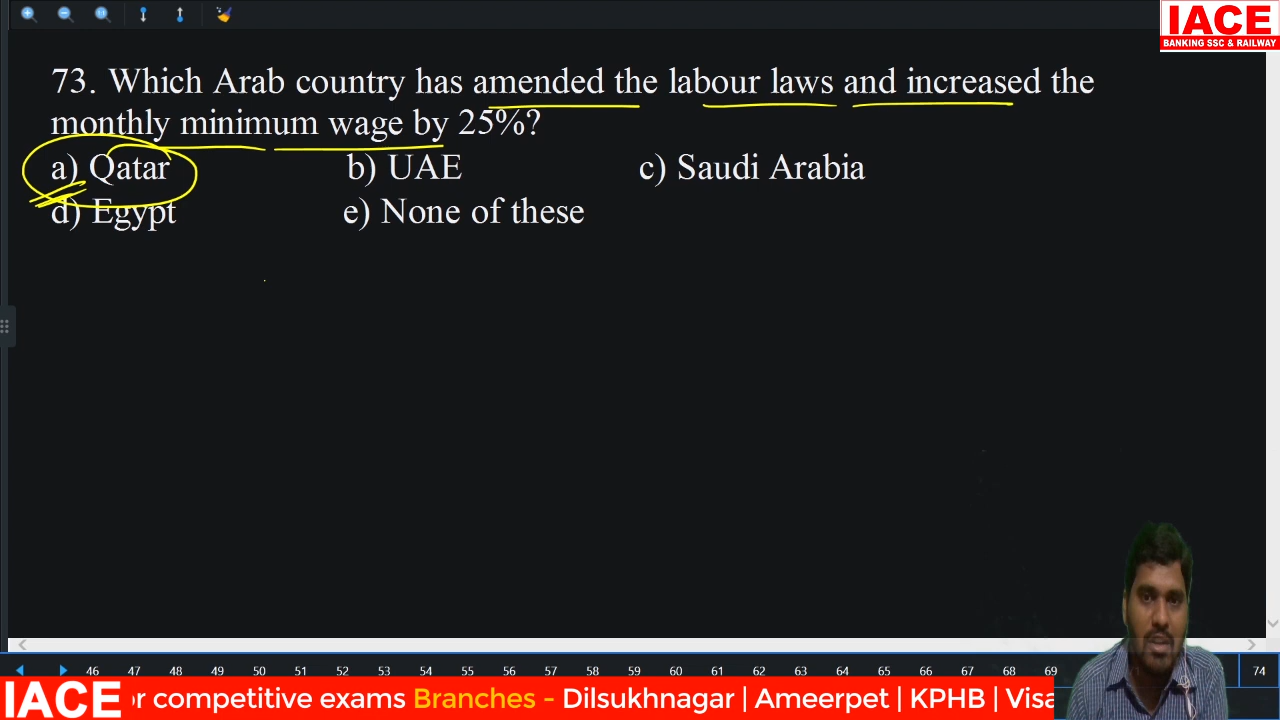 IACE
BANKING SSC & RAILWAY
73. Which Arab country has amended the labour laws and increased the
monthly minimum wage by 25%?
a) Qatar b) UAE c) Saudi Arabia
d) Egypt e) None of these
46 47 48 49 50 51 52 53 54 55 56 57 58 59 60 61 62 63 64 65 66 67 68 69 74
IACE or competitive exams Branches - Dilsukhnagar | Ameerpet | KPHB | Visa